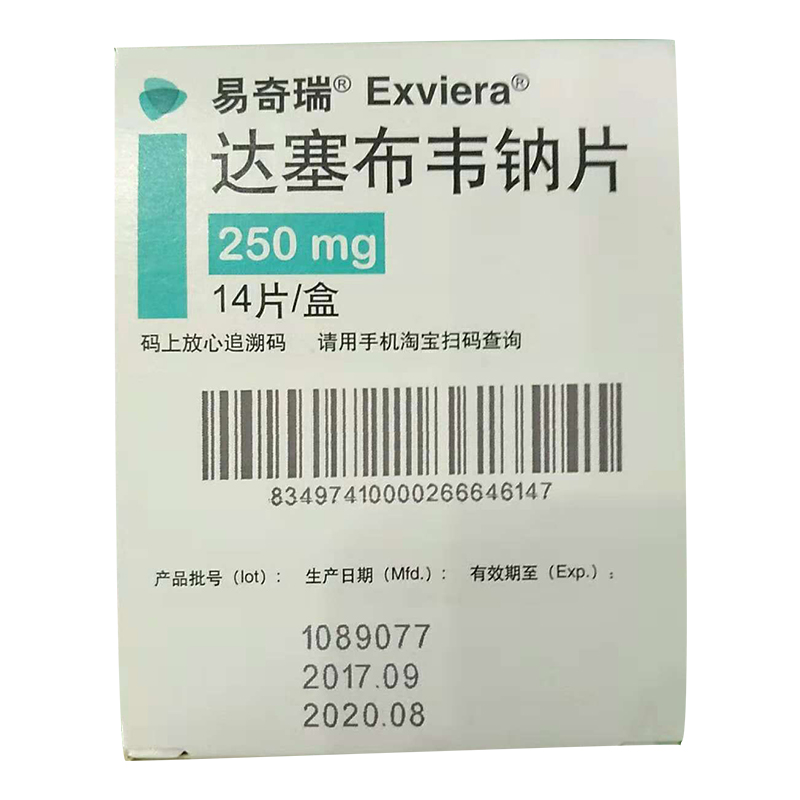 易奇瑞® Exviera®
达塞布韦钠片
250 mg
14片/盒
码上放心追溯码 请用手机淘宝扫码查询
83497410000266646147
产品批号（lot）： 生产日期（Mfd.）： 有效期至（Exp.）：
1089077
2017.09
2020.08